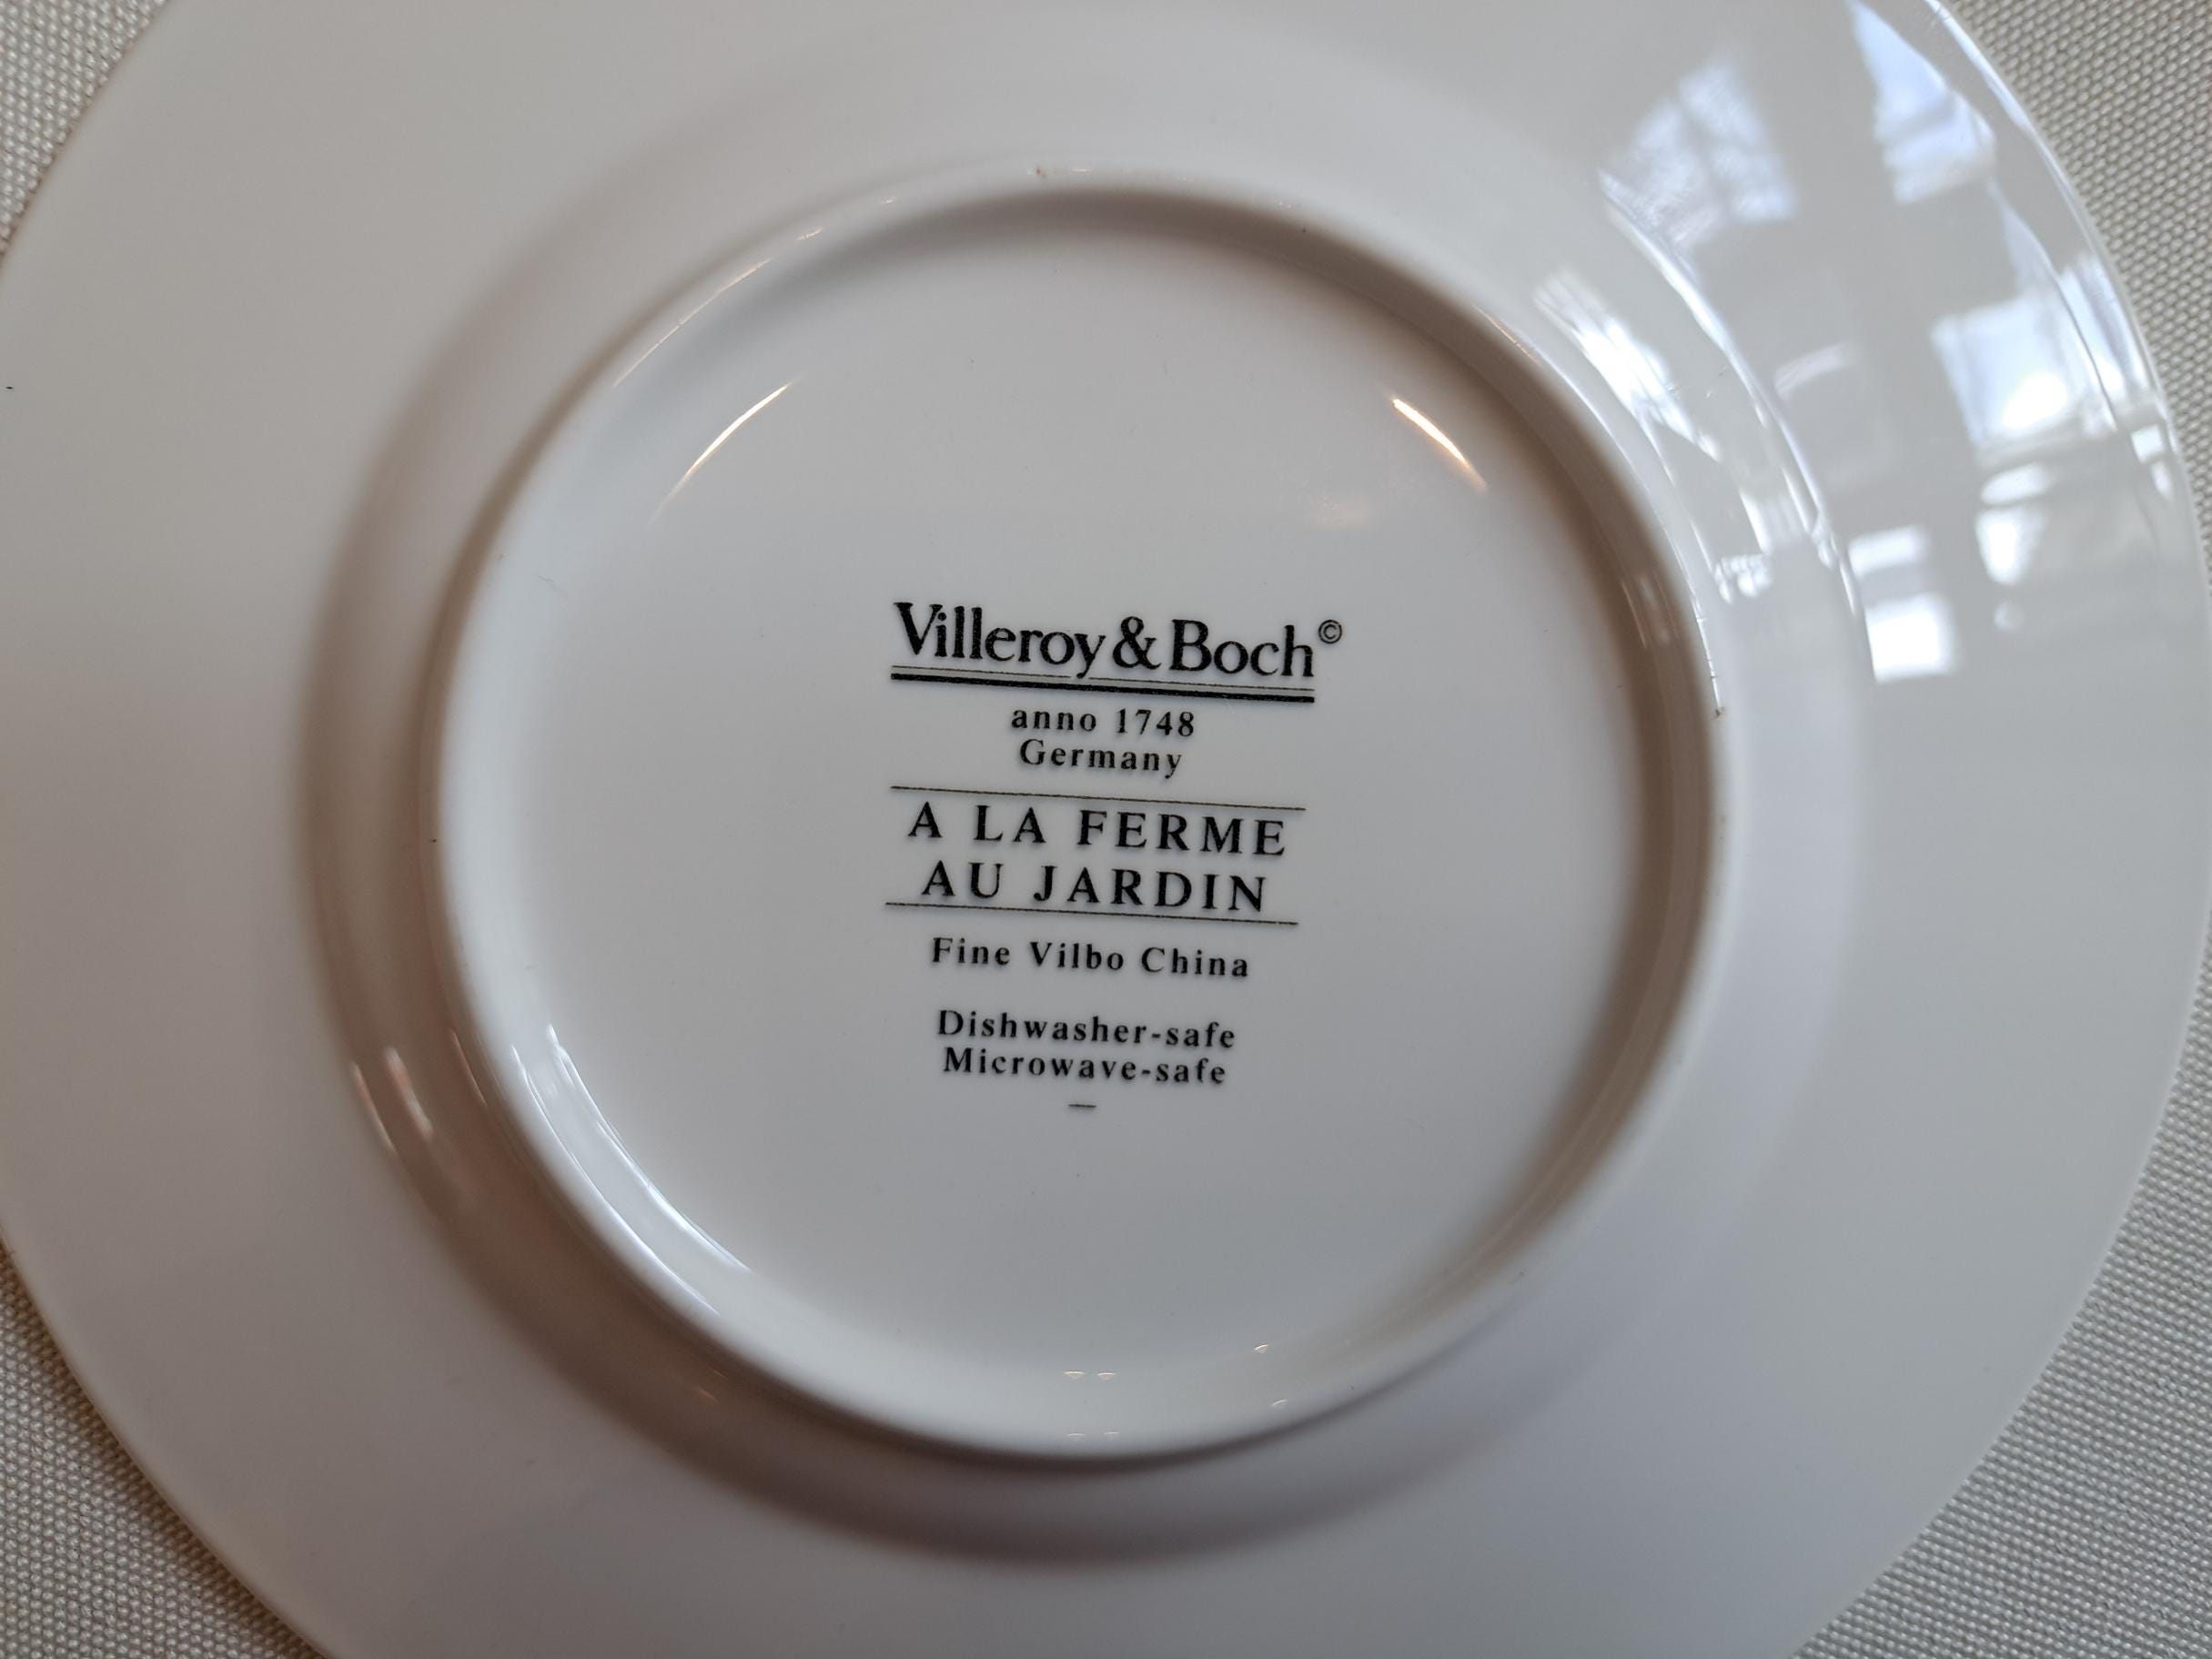 Villeroy & Boch©
anno 1748
Germany
A LA FERME
AU JARDIN
Fine Vilbo China
Dishwasher-safe
Microwave-safe